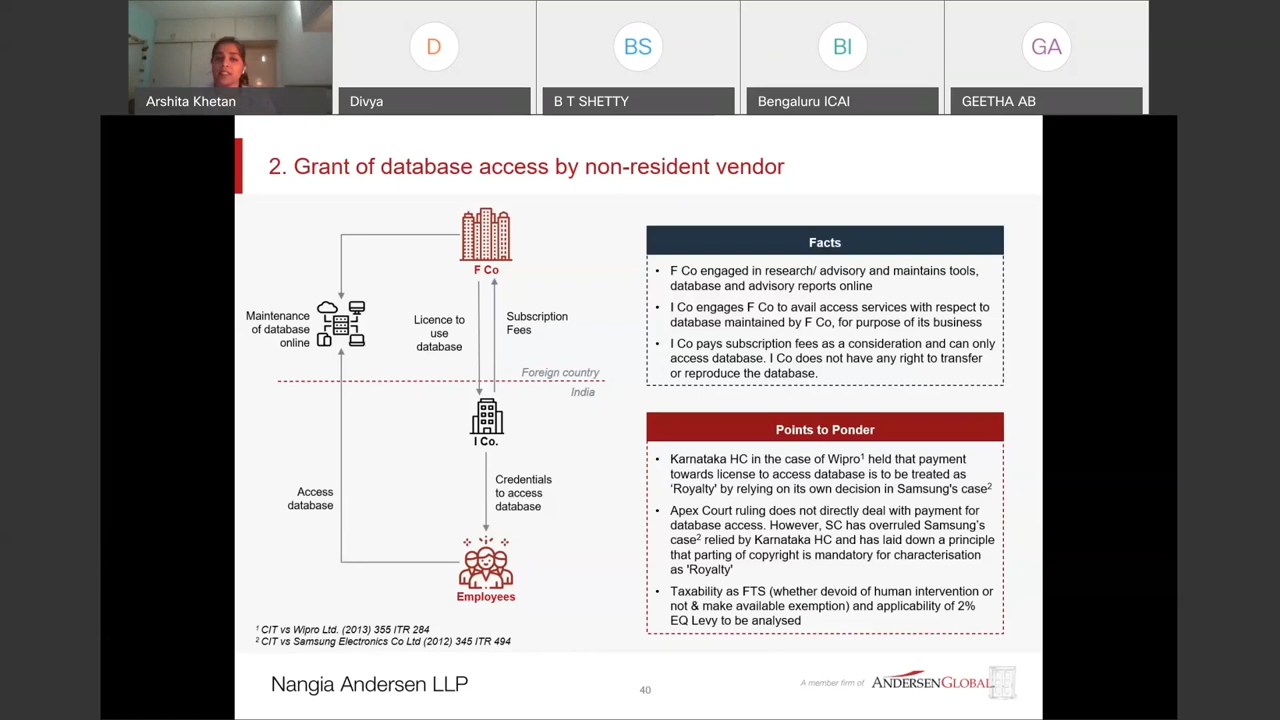 D
BS
BI
GA
Arshita Khetan
Divya
B T SHETTY
Bengaluru ICAI
GEETHA AB
2. Grant of database access by non-resident vendor
F Co
Maintenance
of database
online
Licence to
use
database
Subscription
Fees
Foreign country
India
I Co.
Access
database
Credentials
to access
database
Employees
¹ CIT vs Wipro Ltd. (2013) 355 ITR 284
² CIT vs Samsung Electronics Co Ltd (2012) 345 ITR 494
Facts
• F Co engaged in research/ advisory and maintains tools,
database and advisory reports online
• I Co engages F Co to avail access services with respect to
database maintained by F Co, for purpose of its business
• I Co pays subscription fees as a consideration and can only
access database. I Co does not have any right to transfer
or reproduce the database.
Points to Ponder
• Karnataka HC in the case of Wipro¹ held that payment
towards license to access database is to be treated as
‘Royalty' by relying on its own decision in Samsung's case²
• Apex Court ruling does not directly deal with payment for
database access. However, SC has overruled Samsung’s
case² relied by Karnataka HC and has laid down a principle
that parting of copyright is mandatory for characterisation
as 'Royalty'
• Taxability as FTS (whether devoid of human intervention or
not & make available exemption) and applicability of 2%
EQ Levy to be analysed
Nangia Andersen LLP
40
A member firm of
ANDERSEN GLOBAL